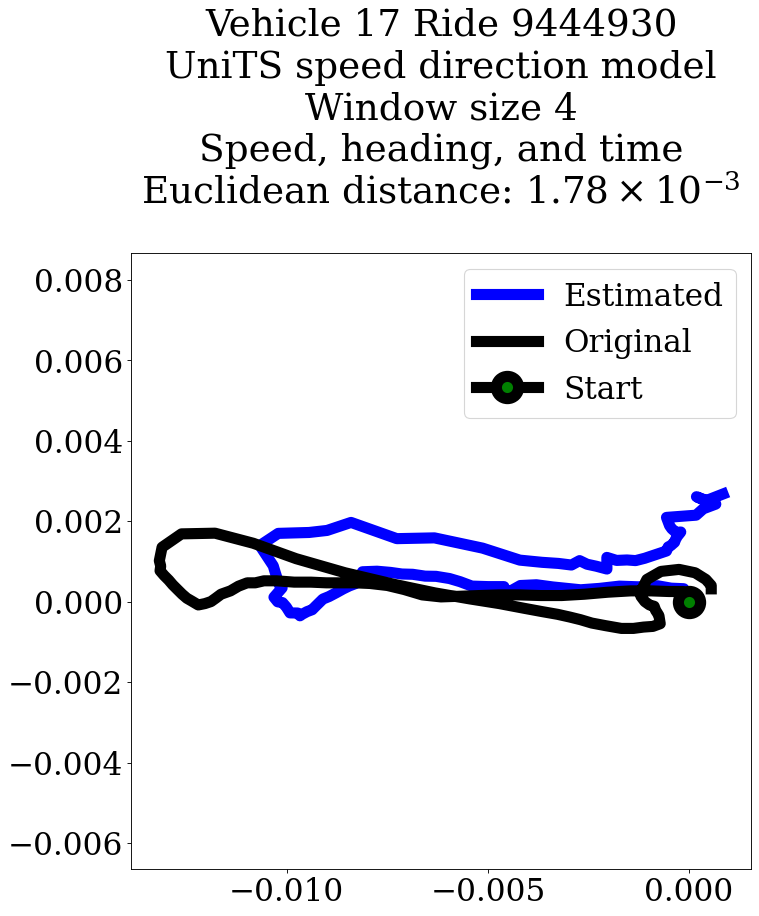 Vehicle 17 Ride 9444930
UniTS speed direction model
Window size 4
Speed, heading, and time
Euclidean distance: 1.78 × 10⁻³
Estimated
Original
Start
0.008
0.006
0.004
0.002
0.000
−0.002
−0.004
−0.006
−0.010 −0.005 0.000